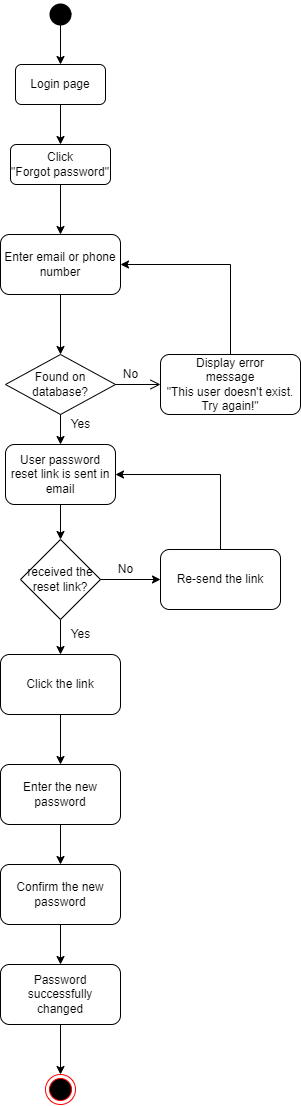 Login page
Click
"Forgot password"
Enter email or phone
number
Found on
database?
No
Display error
message
"This user doesn't exist.
Try again!"
Yes
User password
reset link is sent in
email
received the
reset link?
No
Re-send the link
Yes
Click the link
Enter the new
password
Confirm the new
password
Password
successfully
changed